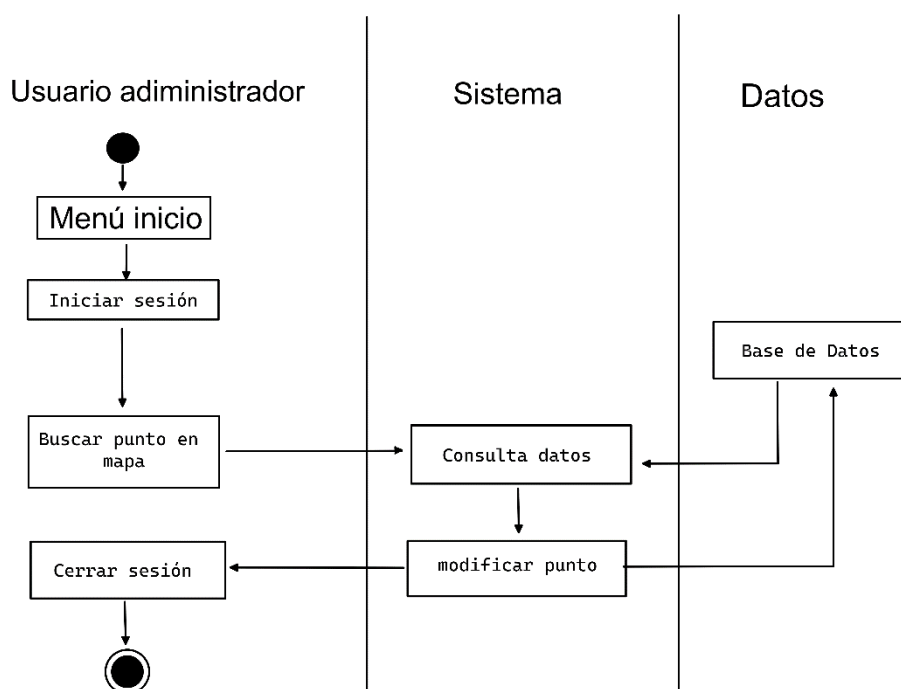 Usuario adiministrador
Sistema
Datos
Menú inicio
Iniciar sesión
Base de Datos
Buscar punto en
mapa
Consulta datos
Cerrar sesión
modificar punto